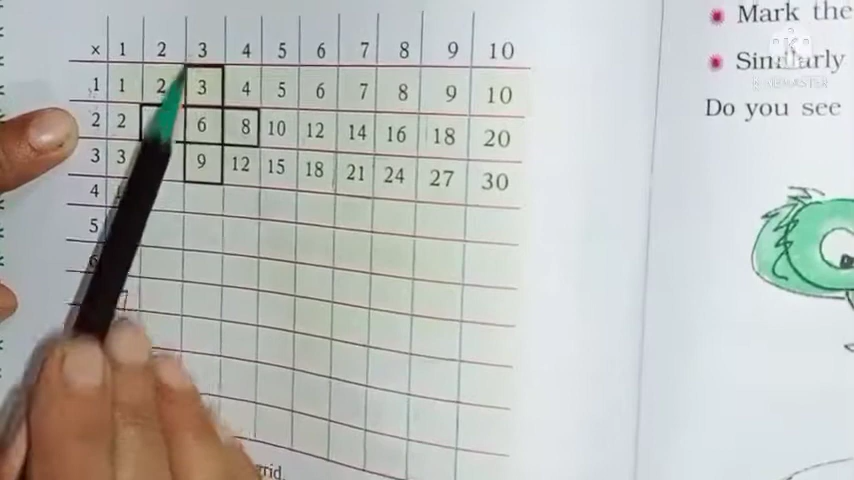 × 1 2 3 4 5 6 7 8 9 10
1 1 2 3 4 5 6 7 8 9 10
2 2 6 8 10 12 14 16 18 20
3 3 9 12 15 18 21 24 27 30
4
5
grid.
Mark the
Similarly
Do you see
KINEMASTER